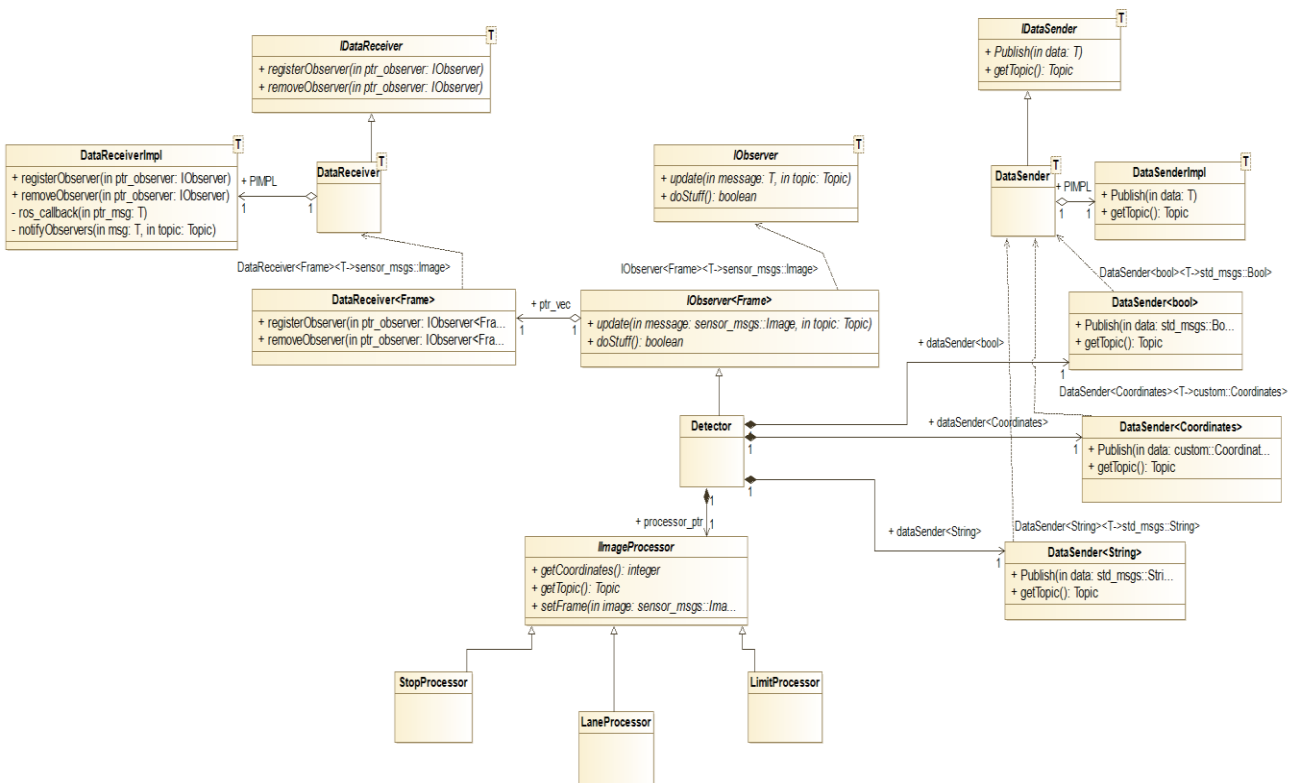 IDataReceiver
T
+ registerObserver(in ptr_observer: IObserver)
+ removeObserver(in ptr_observer: IObserver)
IDataSender
T
+ Publish(in data: T)
+ getTopic(): Topic
DataReceiverImpl
T
+ registerObserver(in ptr_observer: IObserver)
+ removeObserver(in ptr_observer: IObserver)
- ros_callback(in ptr_msg: T)
- notifyObservers(in msg: T, in topic: Topic)
+ PIMPL
1
1
DataReceiver
T
IObserver
T
+ update(in message: T, in topic: Topic)
+ doStuff(): boolean
DataSender
T
+ PIMPL
1
1
DataSenderImpl
T
+ Publish(in data: T)
+ getTopic(): Topic
DataReceiver<Frame><T->sensor_msgs::Image>
IObserver<Frame><T->sensor_msgs::Image>
DataSender<bool><T->std_msgs::Bool>
DataReceiver<Frame>
+ registerObserver(in ptr_observer: IObserver<Fra...
+ removeObserver(in ptr_observer: IObserver<Fra...
+ ptr_vec
1
1
IObserver<Frame>
+ update(in message: sensor_msgs::Image, in topic: Topic)
+ doStuff(): boolean
DataSender<bool>
+ Publish(in data: std_msgs::Bo...
+ getTopic(): Topic
+ dataSender<bool>
1
DataSender<Coordinates><T->custom::Coordinates>
Detector
1
+ dataSender<Coordinates>
1
DataSender<Coordinates>
+ Publish(in data: custom::Coordinat...
+ getTopic(): Topic
1
1
+ processor_ptr
1
+ dataSender<String>
1
DataSender<String><T->std_msgs::String>
DataSender<String>
+ Publish(in data: std_msgs::Stri...
+ getTopic(): Topic
IImageProcessor
+ getCoordinates(): integer
+ getTopic(): Topic
+ setFrame(in image: sensor_msgs::Ima...
StopProcessor
LaneProcessor
LimitProcessor